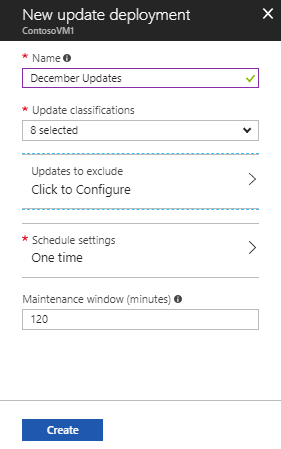 New update deployment
ContosoVM1
* Name
December Updates
* Update classifications
8 selected
Updates to exclude
Click to Configure
* Schedule settings
One time
Maintenance window (minutes)
120
Create